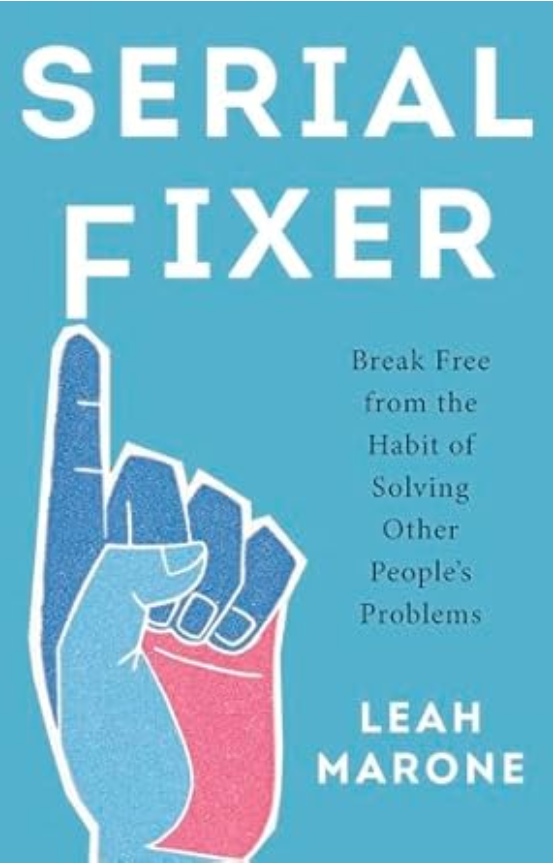 SERIAL
FIXER
Break Free
from the
Habit of
Solving
Other
People's
Problems
LEAH
MARONE